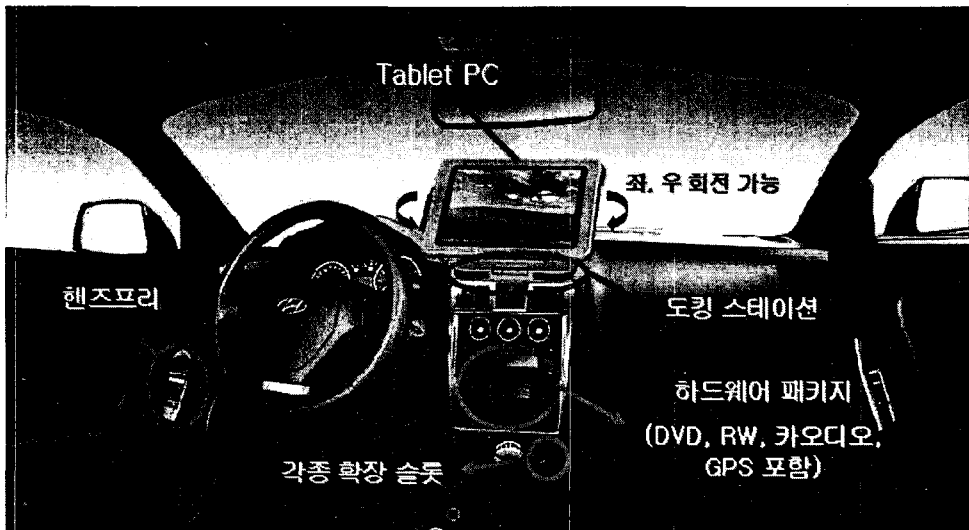 Tablet PC
좌, 우 회전 가능
핸즈프리
도킹 스테이션
하드웨어 패키지
(DVD, RW, 카오디오,
GPS 포함)
각종 확장 슬롯